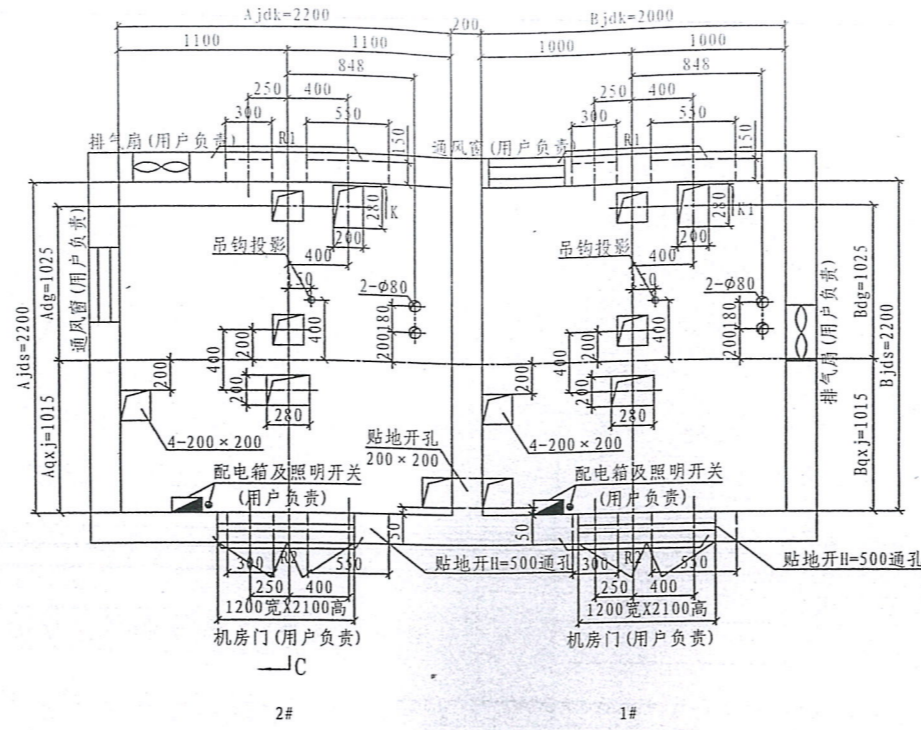 Ajdk=2200
200
Bjdk=2000
1100
1100
1000
1000
848
848
250
400
250
400
300
550
300
550
排气扇(用户负责)
R1
150
通风窗(用户负责)
R1
150
280
K
280
K1
200
200
吊钩投影
400
吊钩投影
400
150
2-Ø80
2-Ø80
通风窗(用户负责)
Adg=1025
Ajds=2200
Aqxj=1015
400
200
400
200
180
400
200
400
200
180
Bdg=1025
Bjds=2200
Bqxj=1015
排气扇(用户负责)
200
200
200
200
280
280
4-200×200
贴地开孔
200×200
4-200×200
配电箱及照明开关
(用户负责)
配电箱及照明开关
(用户负责)
50
50
300
R2
550
贴地开H=500通孔
300
R2
550
贴地开H=500通孔
250
400
250
400
1200宽X2100高
1200宽X2100高
机房门(用户负责)
机房门(用户负责)
C
2#
1#